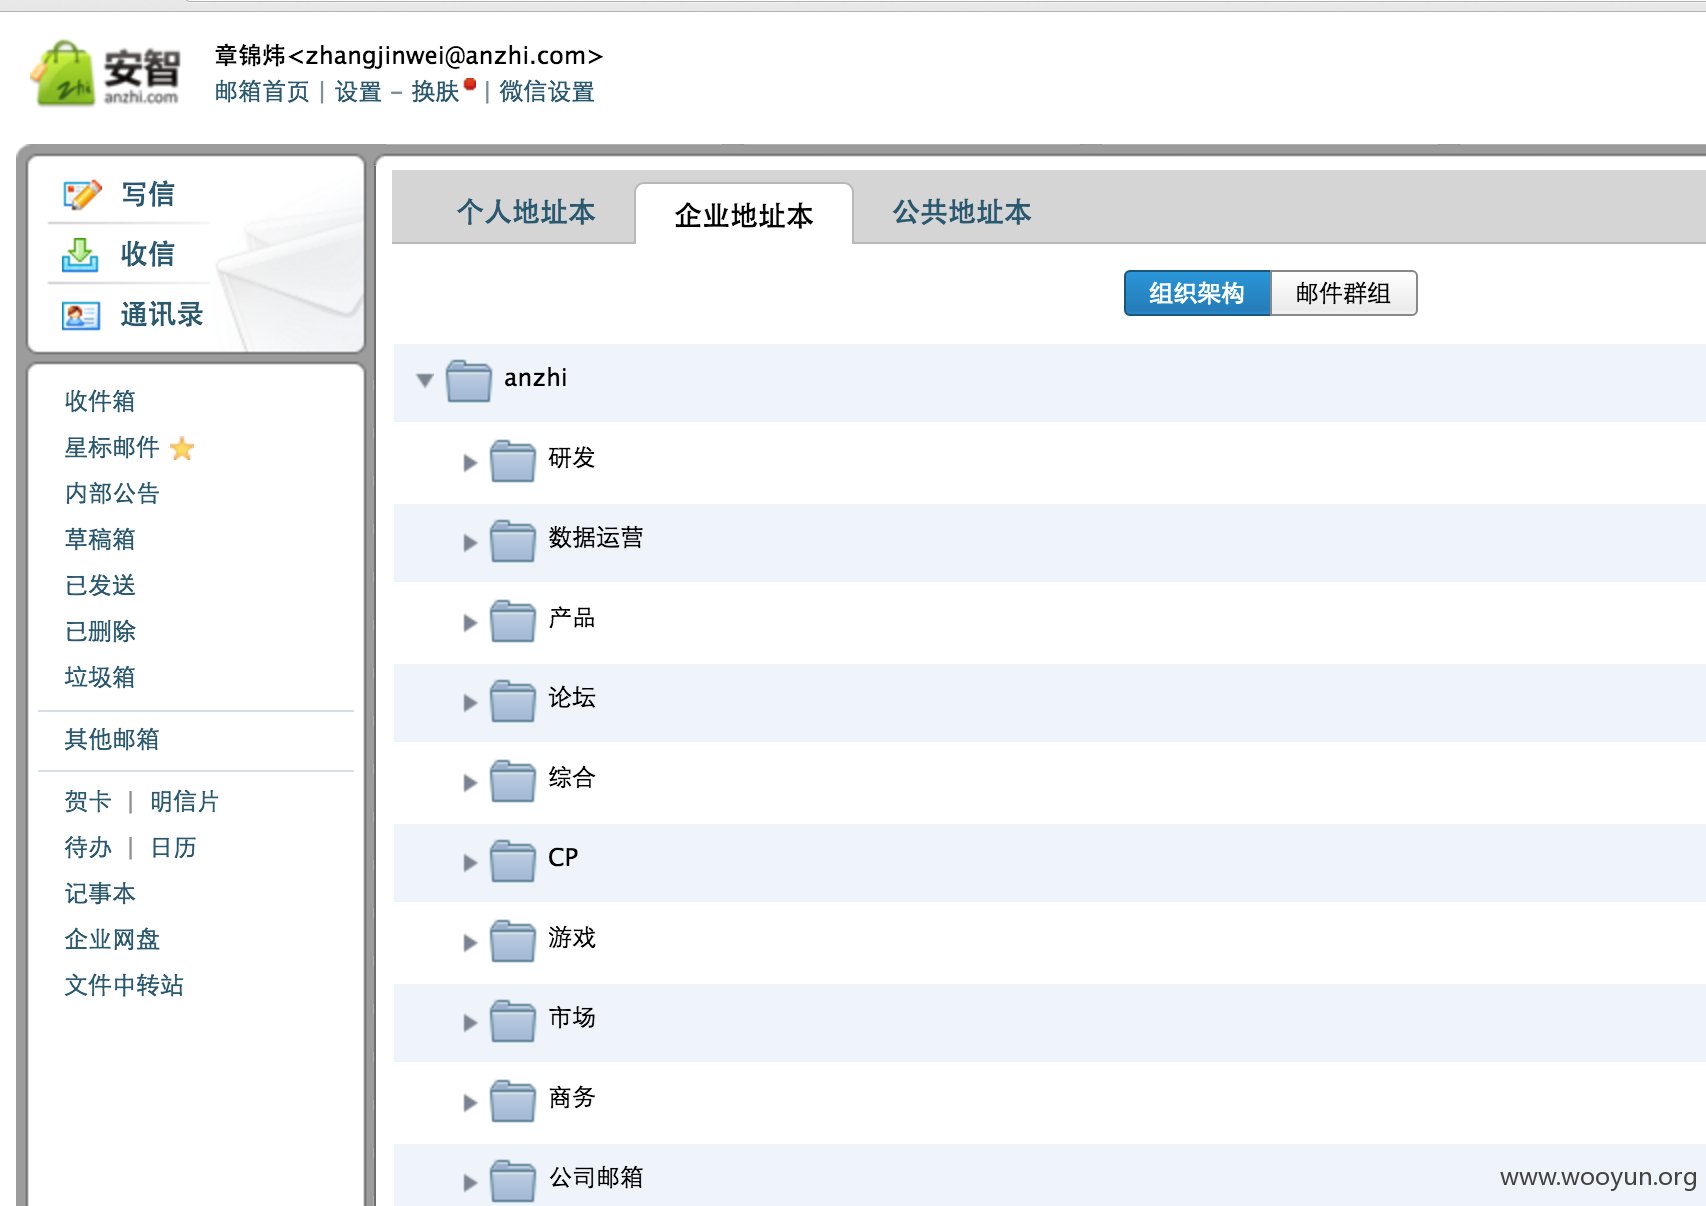 安智
anzhi.com
zhi
章锦炜<zhangjinwei@anzhi.com>
邮箱首页 | 设置 – 换肤 | 微信设置
写信
收信
通讯录
收件箱
星标邮件
内部公告
草稿箱
已发送
已删除
垃圾箱
其他邮箱
贺卡 | 明信片
待办 | 日历
记事本
企业网盘
文件中转站
个人地址本 企业地址本 公共地址本
组织架构 邮件群组
anzhi
研发
数据运营
产品
论坛
综合
CP
游戏
市场
商务
公司邮箱
www.wooyun.org